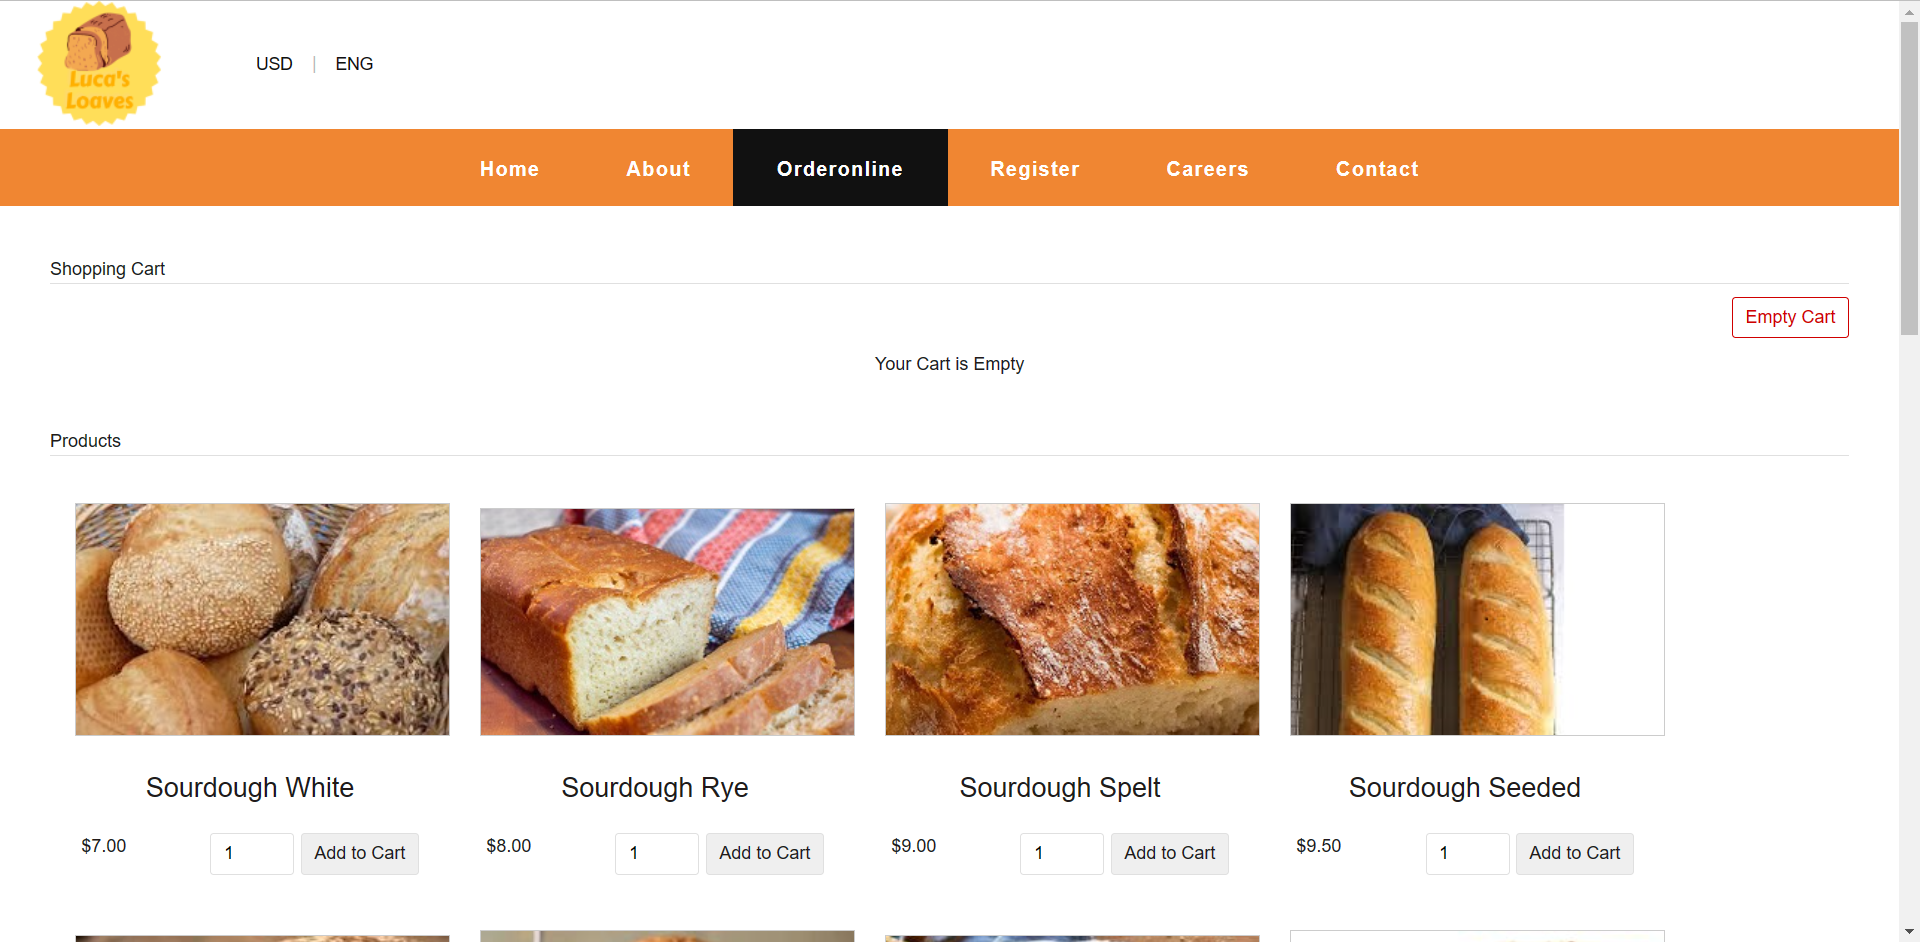 Luca's
Loaves
USD | ENG
Home About Orderonline Register Careers Contact
Shopping Cart
Empty Cart
Your Cart is Empty
Products
Sourdough White Sourdough Rye Sourdough Spelt Sourdough Seeded
$7.00 1 Add to Cart $8.00 1 Add to Cart $9.00 1 Add to Cart $9.50 1 Add to Cart